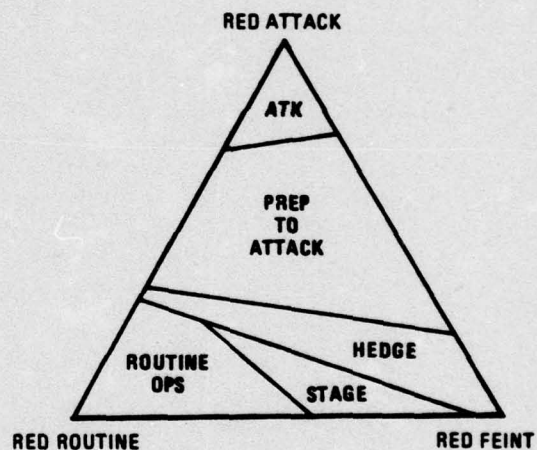 RED ATTACK
ATK
PREP
TO
ATTACK
HEDGE
ROUTINE
OPS
STAGE
RED ROUTINE
RED FEINT